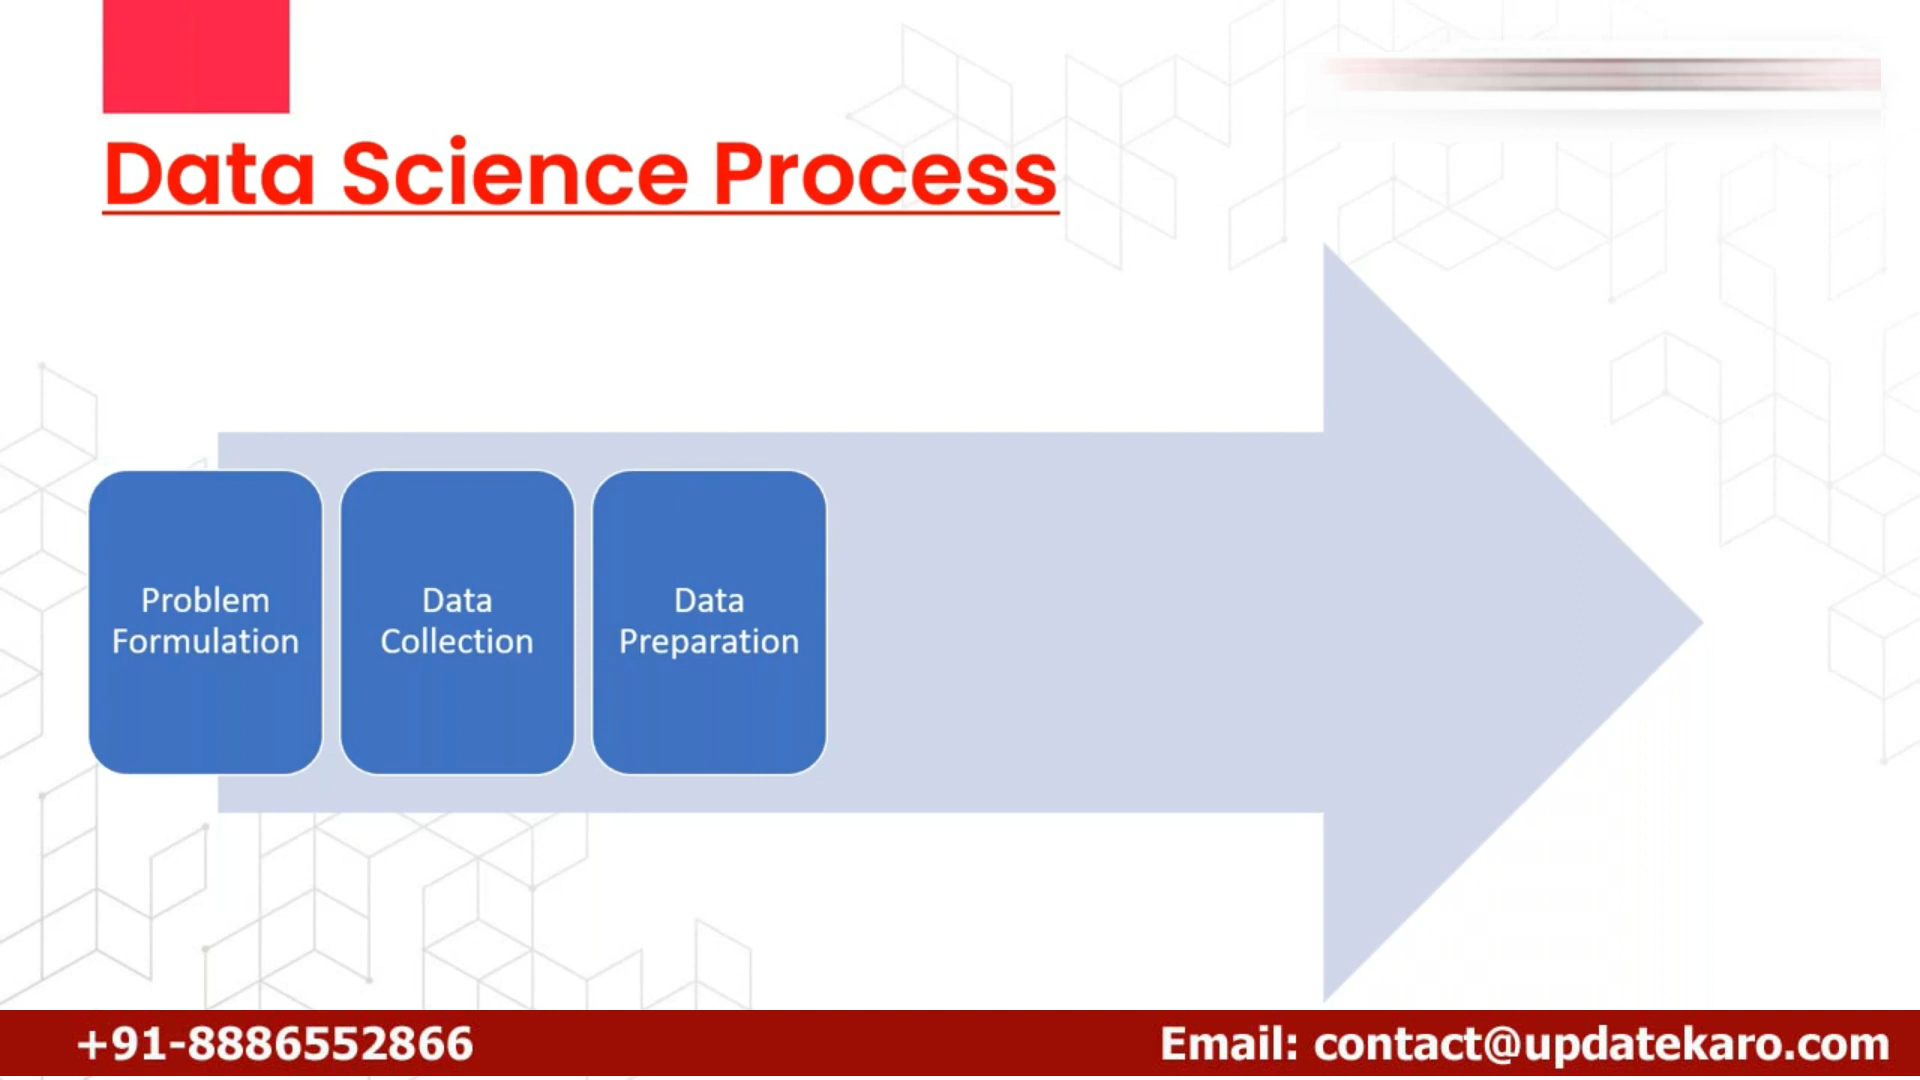 Data Science Process
Problem
Formulation
Data
Collection
Data
Preparation
+91-8886552866
Email: contact@updatekaro.com